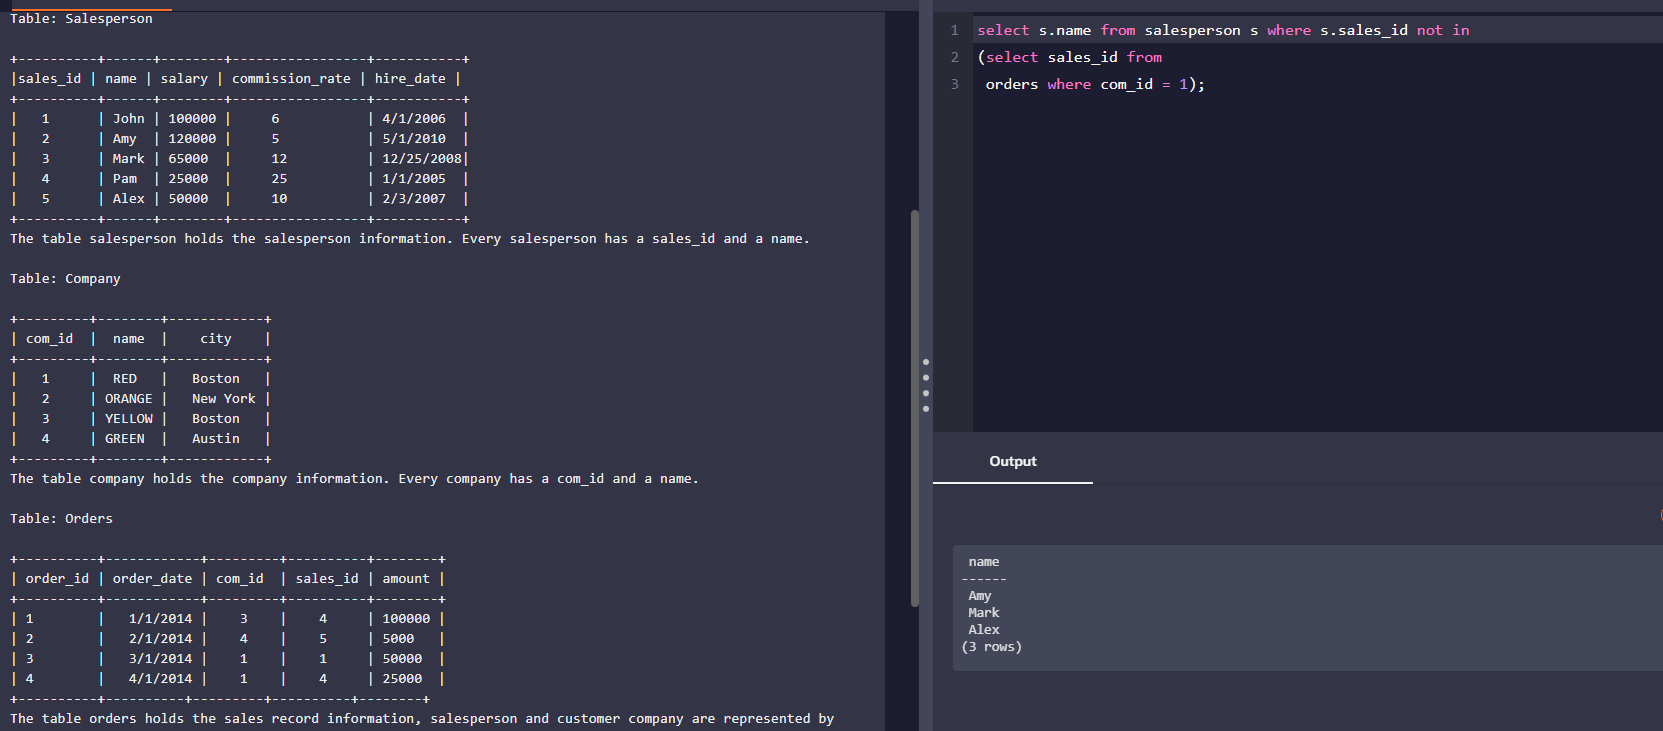 Table: Salesperson
+----------+------+--------+-----------------+-----------+
|sales_id | name | salary | commission_rate | hire_date |
+----------+------+--------+-----------------+-----------+
|   1      | John | 100000 |     6           | 4/1/2006  |
|   2      | Amy  | 120000 |     5           | 5/1/2010  |
|   3      | Mark | 65000  |     12          | 12/25/2008|
|   4      | Pam  | 25000  |     25          | 1/1/2005  |
|   5      | Alex | 50000  |     10          | 2/3/2007  |
+----------+------+--------+-----------------+-----------+
The table salesperson holds the salesperson information. Every salesperson has a sales_id and a name.
Table: Company
+---------+--------+------------+
| com_id  |  name  |    city    |
+---------+--------+------------+
|   1     |  RED   |   Boston   |
|   2     | ORANGE |   New York |
|   3     | YELLOW |   Boston   |
|   4     | GREEN  |   Austin   |
+---------+--------+------------+
The table company holds the company information. Every company has a com_id and a name.
Table: Orders
+----------+------------+---------+----------+--------+
| order_id | order_date | com_id  | sales_id | amount |
+----------+------------+---------+----------+--------+
| 1        |   1/1/2014 |    3    |    4     | 100000 |
| 2        |   2/1/2014 |    4    |    5     | 5000   |
| 3        |   3/1/2014 |    1    |    1     | 50000  |
| 4        |   4/1/2014 |    1    |    4     | 25000  |
+----------+----------+---------+----------+--------+
The table orders holds the sales record information, salesperson and customer company are represented by
1 select s.name from salesperson s where s.sales_id not in
2 (select sales_id from
3  orders where com_id = 1);
Output
name
------
Amy
Mark
Alex
(3 rows)